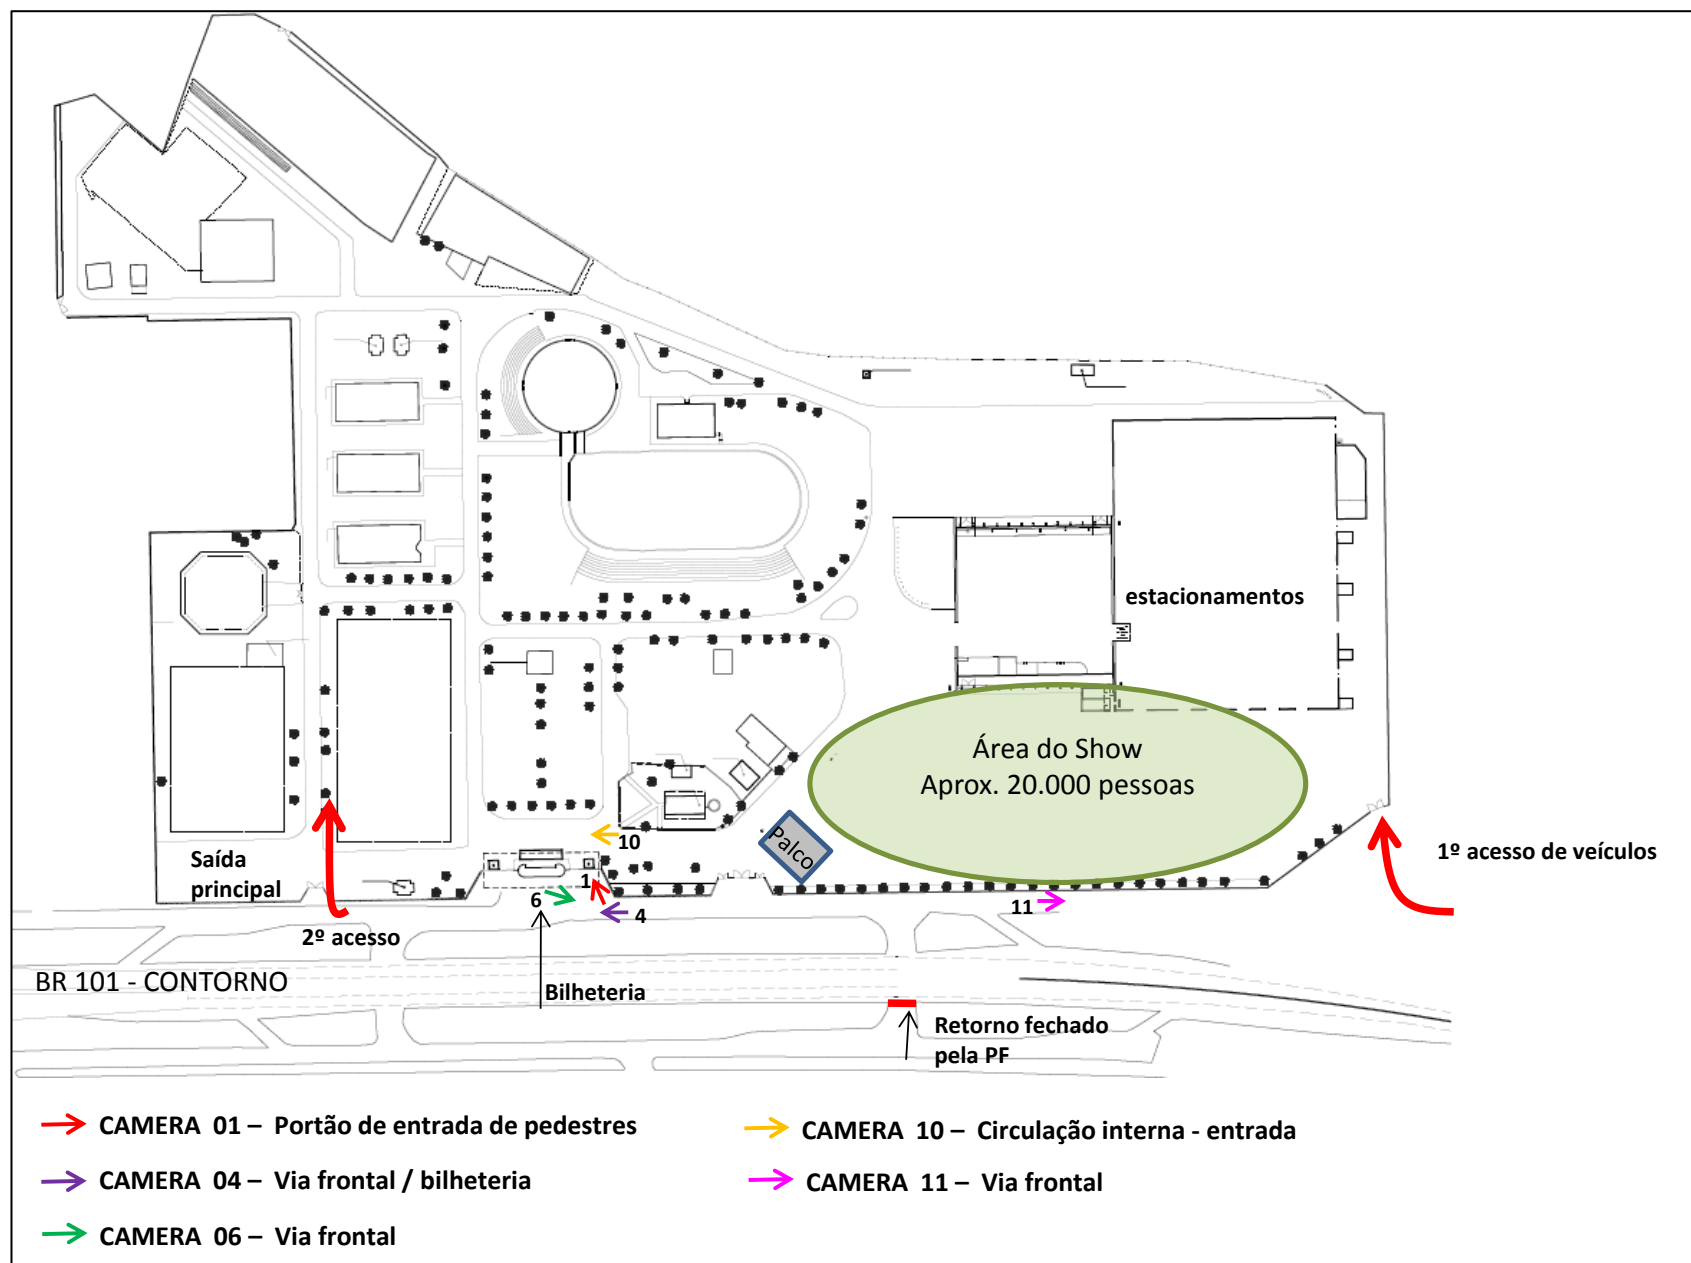 estacionamentos
Área do Show
Aprox. 20.000 pessoas
Palco
10
Saída
principal
1º acesso de veículos
1
6
4
11
2º acesso
BR 101 - CONTORNO
Bilheteria
Retorno fechado
pela PF
CAMERA 01 – Portão de entrada de pedestres
CAMERA 10 – Circulação interna - entrada
CAMERA 04 – Via frontal / bilheteria
CAMERA 11 – Via frontal
CAMERA 06 – Via frontal